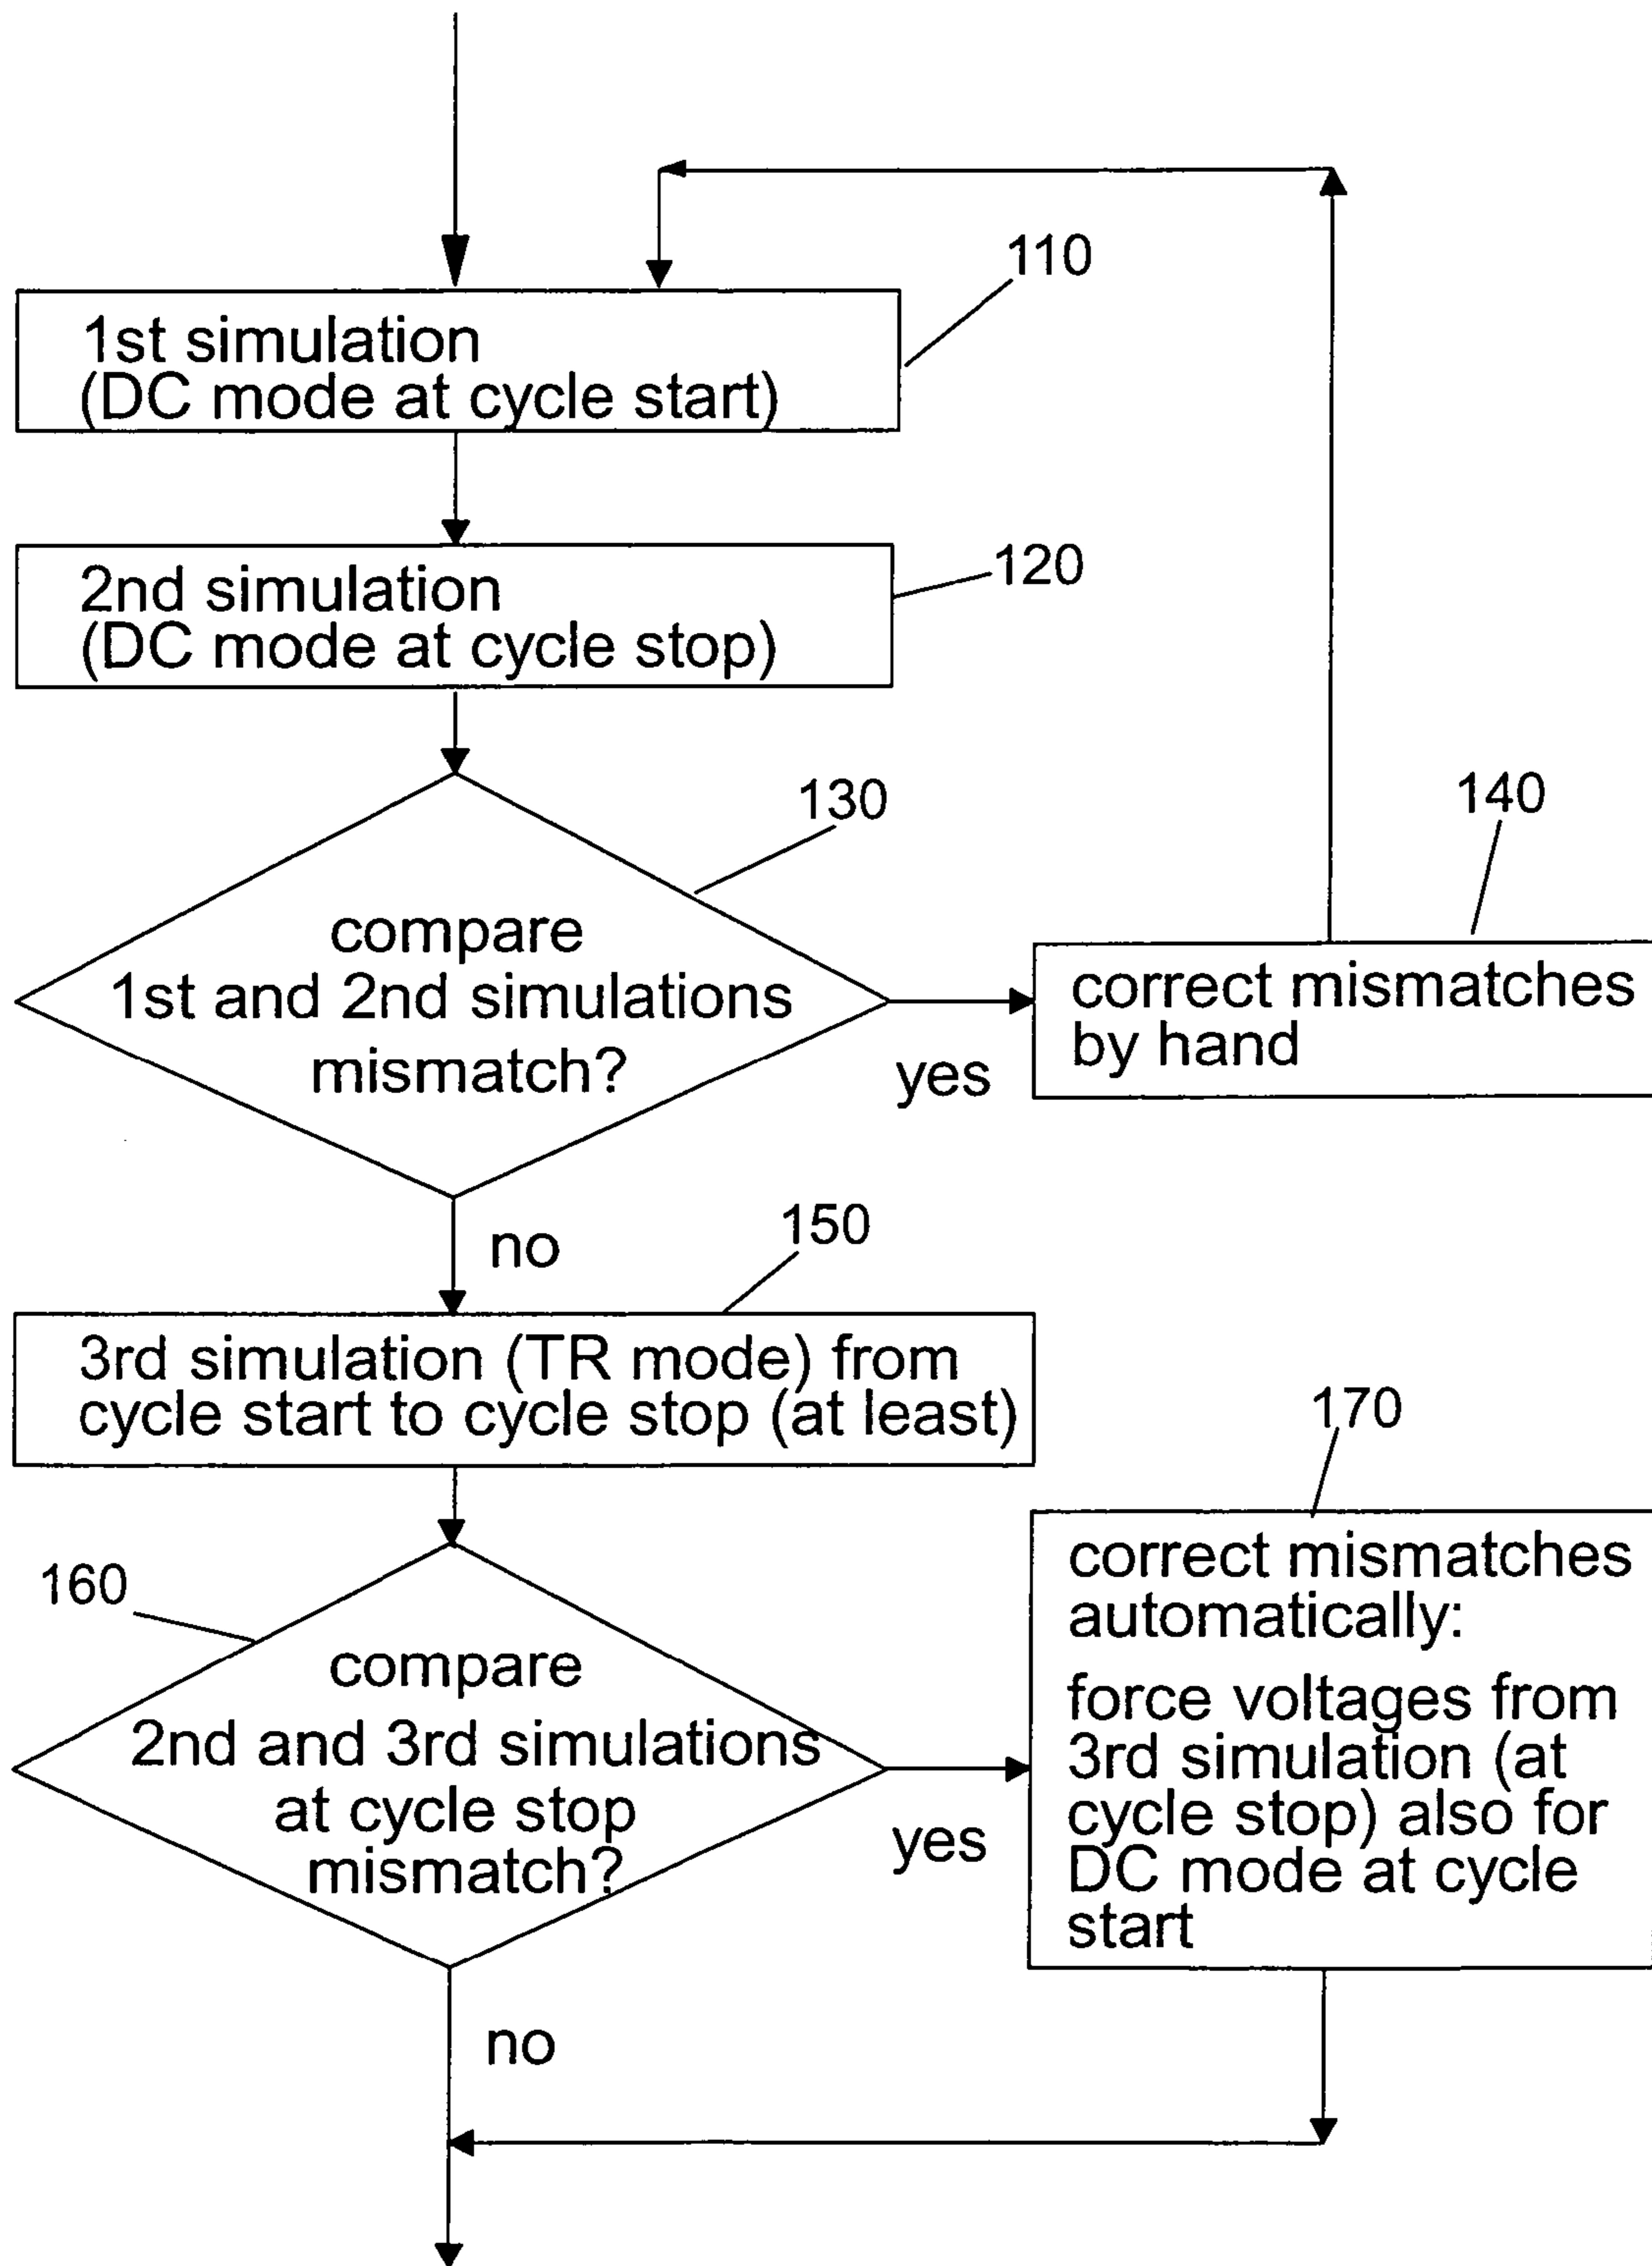 110
1st simulation
(DC mode at cycle start)
120
2nd simulation
(DC mode at cycle stop)
130
140
compare
1st and 2nd simulations
mismatch?
yes
correct mismatches
by hand
no
150
3rd simulation (TR mode) from
cycle start to cycle stop (at least)
160
170
compare
2nd and 3rd simulations
at cycle stop
mismatch?
yes
correct mismatches
automatically:
force voltages from
3rd simulation (at
cycle stop) also for
DC mode at cycle
start
no